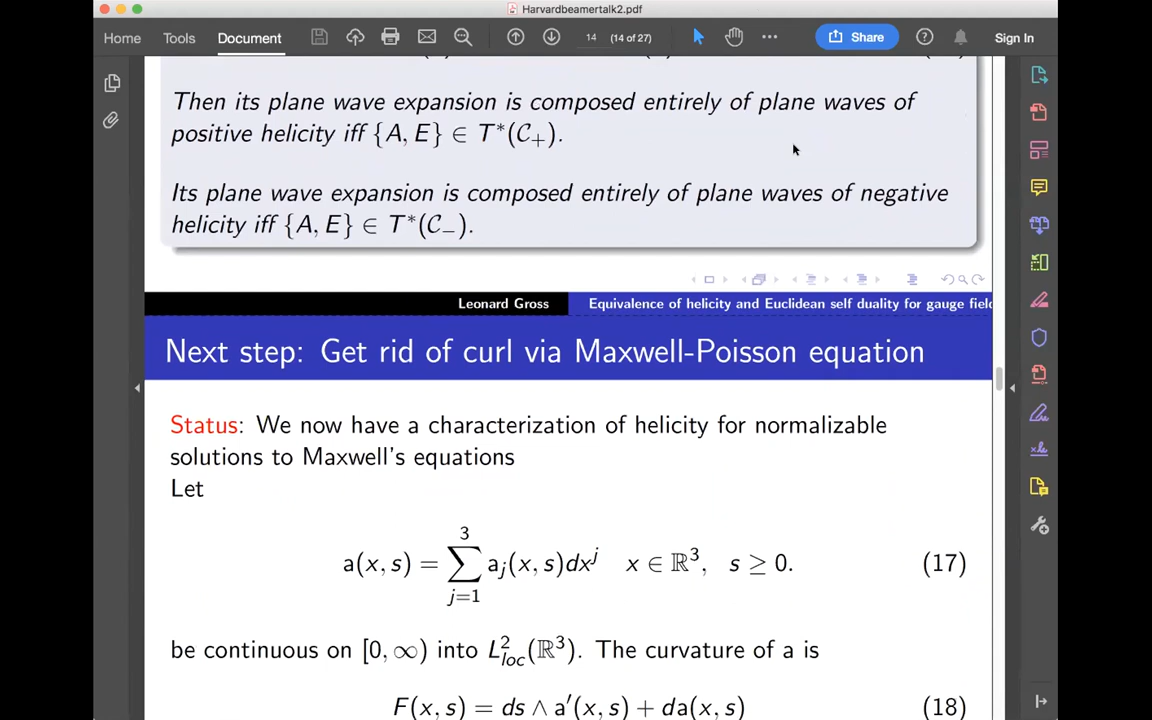 Harvardbeamertalk2.pdf
Home Tools Document 14 (14 of 27) Share Sign In
Then its plane wave expansion is composed entirely of plane waves of
positive helicity iff {A, E} ∈ T*(𝒞₊).
Its plane wave expansion is composed entirely of plane waves of negative
helicity iff {A, E} ∈ T*(𝒞₋).
Leonard Gross Equivalence of helicity and Euclidean self duality for gauge field
Next step: Get rid of curl via Maxwell-Poisson equation
Status: We now have a characterization of helicity for normalizable
solutions to Maxwell's equations
Let
a(x, s) = ∑_{j=1}^{3} a_j(x, s)dx^j x ∈ ℝ³, s ≥ 0. (17)
be continuous on [0, ∞) into L²_{loc}(ℝ³). The curvature of a is
F(x, s) = ds ∧ a′(x, s) + da(x, s) (18)